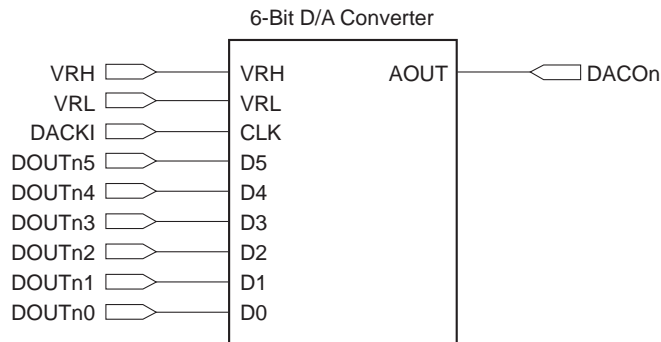 6-Bit D/A Converter
VRH VRH AOUT DACOn
VRL VRL
DACKI CLK
DOUTn5 D5
DOUTn4 D4
DOUTn3 D3
DOUTn2 D2
DOUTn1 D1
DOUTn0 D0